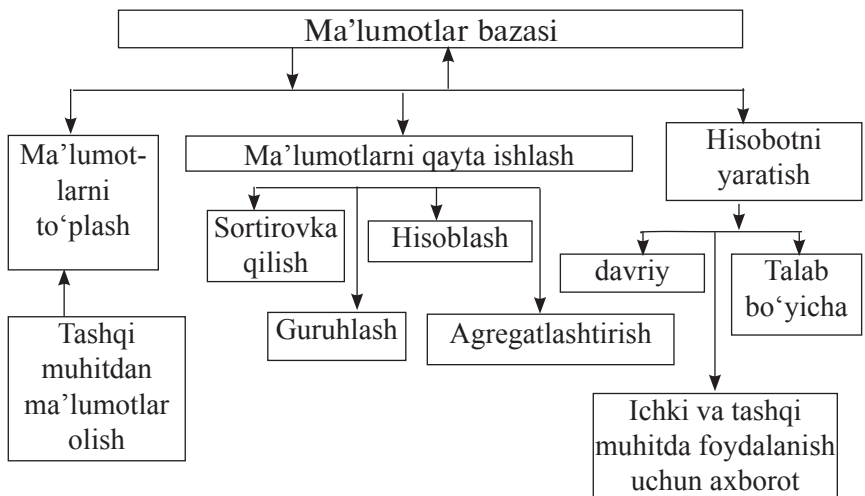 Ma’lumotlar bazasi
Ma’lumot-
larni
to‘plash
Ma’lumotlarni qayta ishlash
Hisobotni
yaratish
Sortirovka
qilish
Hisoblash
davriy
Talab
bo‘yicha
Guruhlash
Agregatlashtirish
Tashqi
muhitdan
ma’lumotlar
olish
Ichki va tashqi
muhitda foydalanish
uchun axborot